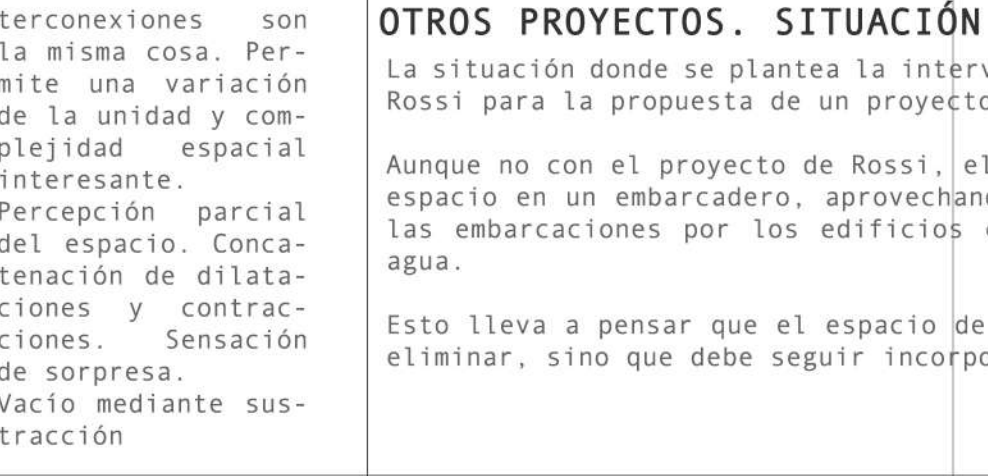 terconexiones son
la misma cosa. Per-
mite una variación
de la unidad y com-
plejidad espacial
interesante.
Percepción parcial
del espacio. Conca-
tenación de dilata-
ciones y contrac-
ciones. Sensación
de sorpresa.
Vacío mediante sus-
tracción
OTROS PROYECTOS. SITUACIÓN
La situación donde se plantea la interv
Rossi para la propuesta de un proyecto
Aunque no con el proyecto de Rossi, el
espacio en un embarcadero, aprovechand
las embarcaciones por los edificios
agua.
Esto lleva a pensar que el espacio de
eliminar, sino que debe seguir incorpo